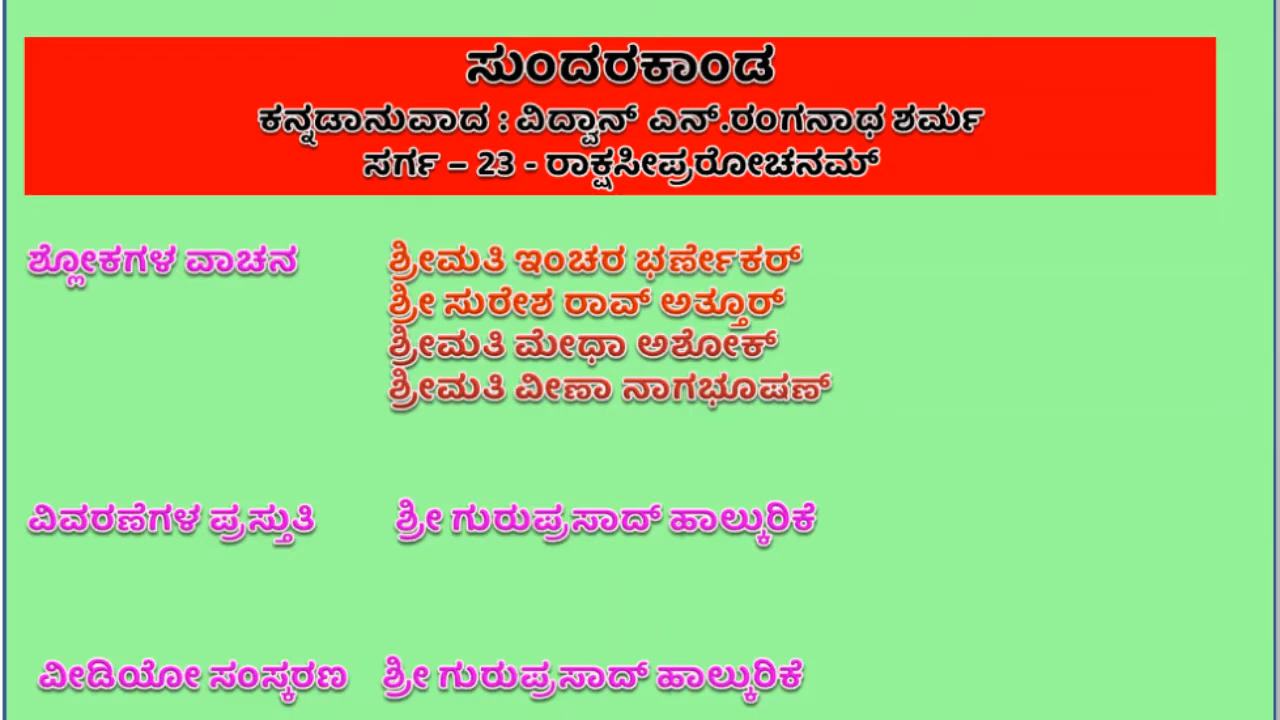 ಸುಂದರಕಾಂಡ
ಕನ್ನಡಾನುವಾದ : ವಿದ್ವಾನ್ ಎನ್.ರಂಗನಾಥ ಶರ್ಮ
ಸರ್ಗ – 23 - ರಾಕ್ಷಸೀಪ್ರರೋಚನಮ್
ಶ್ಲೋಕಗಳ ವಾಚನ ಶ್ರೀಮತಿ ಇಂಚರ ಭರ್ಣೇಕರ್
ಶ್ರೀ ಸುರೇಶ ರಾವ್ ಅತ್ತೂರ್
ಶ್ರೀಮತಿ ಮೇಧಾ ಅಶೋಕ್
ಶ್ರೀಮತಿ ವೀಣಾ ನಾಗಭೂಷಣ್
ವಿವರಣೆಗಳ ಪ್ರಸ್ತುತಿ ಶ್ರೀ ಗುರುಪ್ರಸಾದ್ ಹಾಲ್ಕುರಿಕೆ
ವೀಡಿಯೋ ಸಂಸ್ಕರಣ ಶ್ರೀ ಗುರುಪ್ರಸಾದ್ ಹಾಲ್ಕುರಿಕೆ